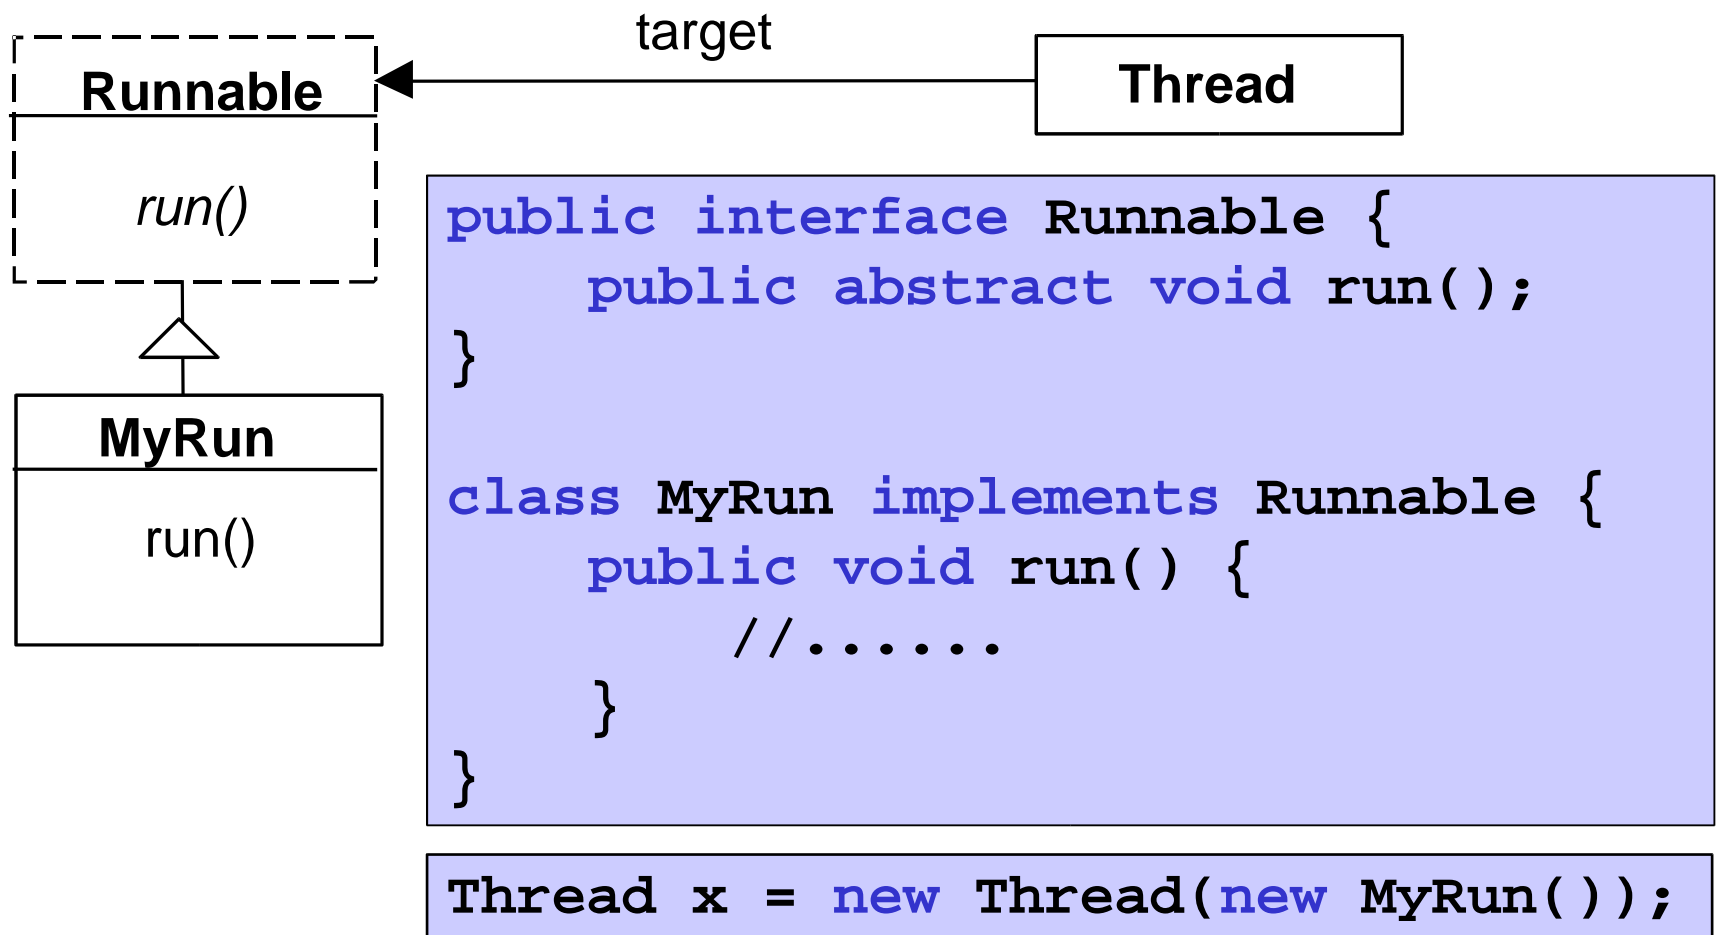 target
Runnable
Thread
run()
MyRun
run()
public interface Runnable {
    public abstract void run();
}
class MyRun implements Runnable {
    public void run() {
        //......
    }
}
Thread x = new Thread(new MyRun());